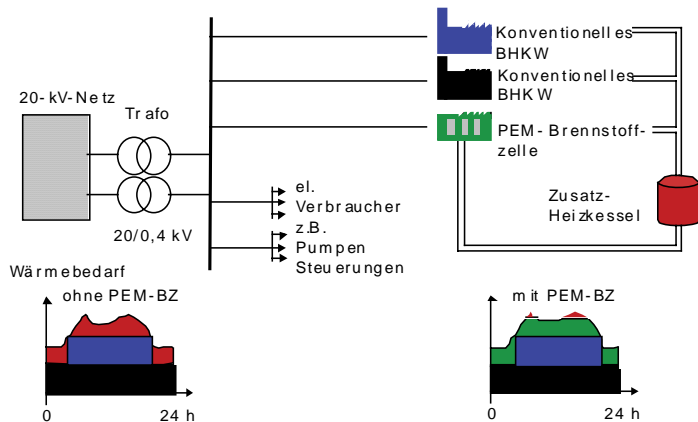 Konventionelles
BHKW
Konventionelles
BHKW
20-kV-Netz
Trafo
PEM-Brennstoff-
zelle
el.
Verbraucher
z.B.
Pumpen
Steuerungen
Zusatz-
Heizkessel
20/0,4 kV
Wärmebedarf
ohne PEM-BZ
mit PEM-BZ
0
24 h
0
24 h